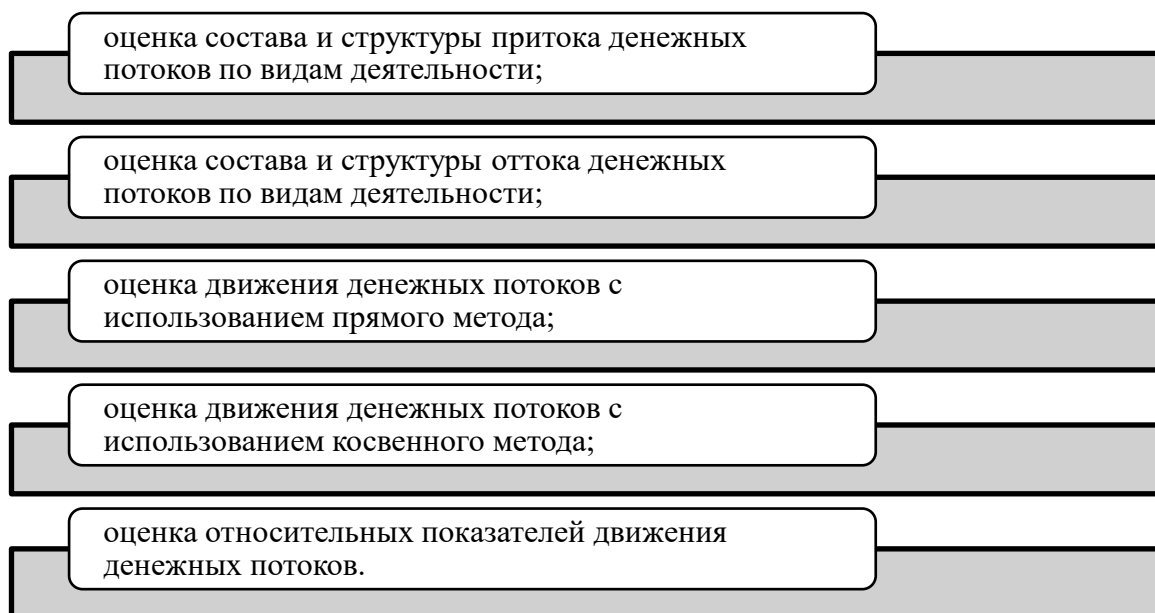 оценка состава и структуры притока денежных
потоков по видам деятельности;
оценка состава и структуры оттока денежных
потоков по видам деятельности;
оценка движения денежных потоков с
использованием прямого метода;
оценка движения денежных потоков с
использованием косвенного метода;
оценка относительных показателей движения
денежных потоков.